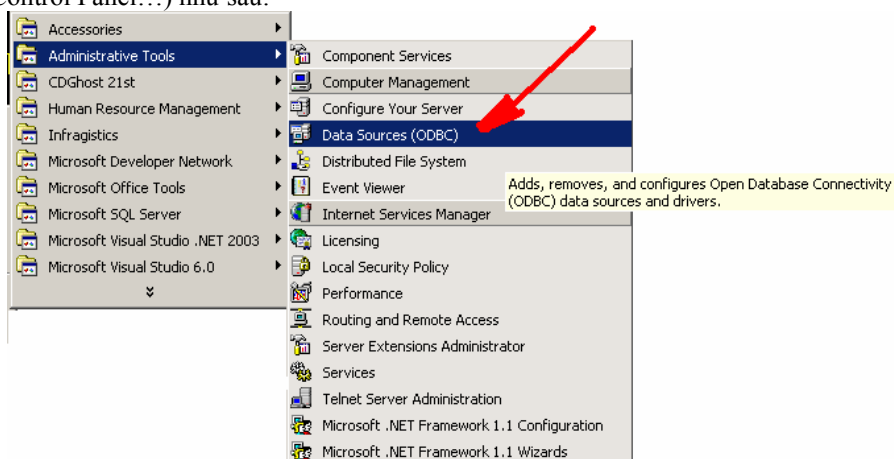 Control Panel…) như sau:
Accessories
Administrative Tools
CDGhost 21st
Human Resource Management
Infragistics
Microsoft Developer Network
Microsoft Office Tools
Microsoft SQL Server
Microsoft Visual Studio .NET 2003
Microsoft Visual Studio 6.0
Component Services
Computer Management
Configure Your Server
Data Sources (ODBC)
Distributed File System
Event Viewer
Internet Services Manager
Licensing
Local Security Policy
Performance
Routing and Remote Access
Server Extensions Administrator
Services
Telnet Server Administration
Microsoft .NET Framework 1.1 Configuration
Microsoft .NET Framework 1.1 Wizards
Adds, removes, and configures Open Database Connectivity
(ODBC) data sources and drivers.